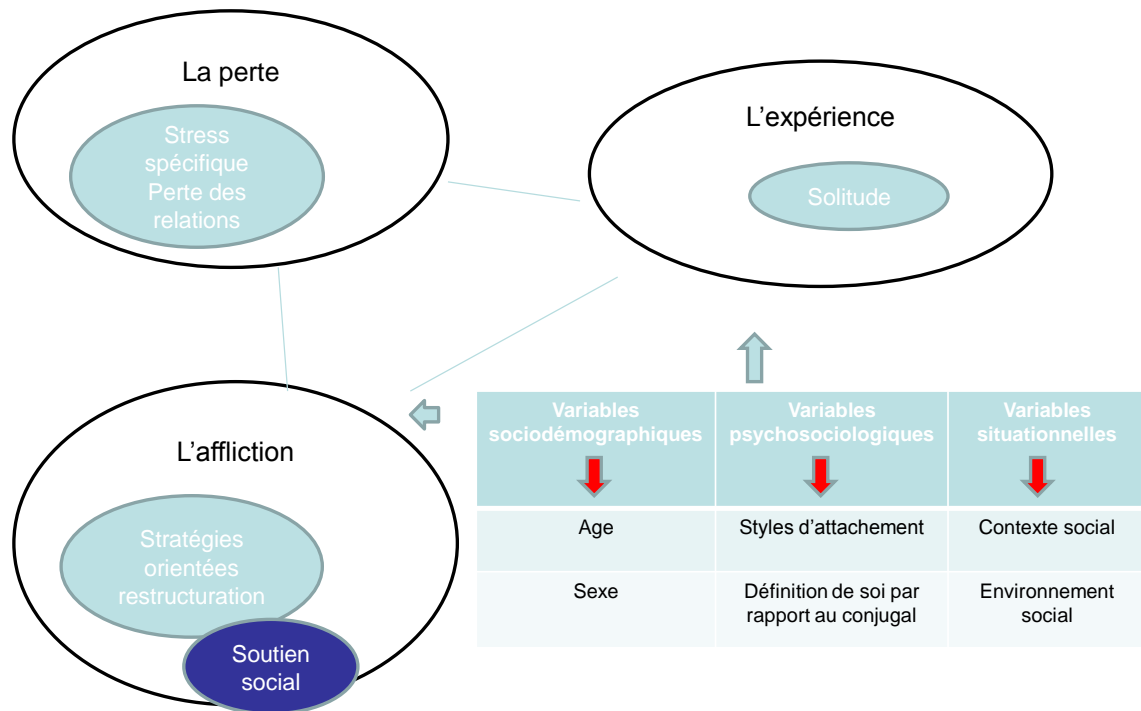 La perte
Stress
spécifique
Perte des
relations
L'expérience
Solitude
L'affliction
Stratégies
orientées
restructuration
Soutien
social
Variables
sociodémographiques
Variables
psychosociologiques
Variables
situationnelles
Age
Styles d'attachement
Contexte social
Sexe
Définition de soi par
rapport au conjugal
Environnement
social